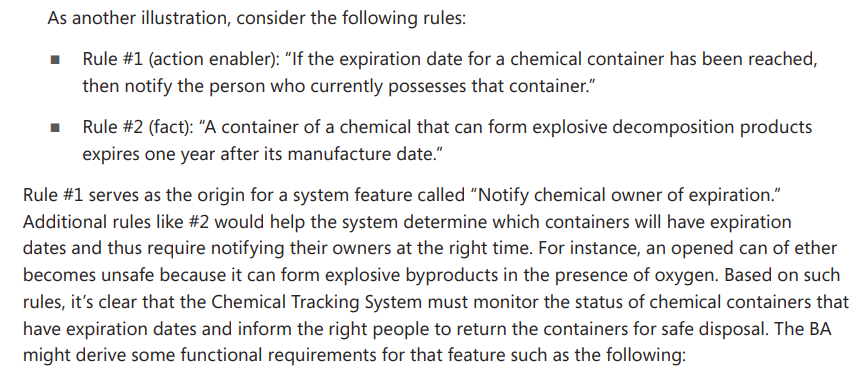 As another illustration, consider the following rules:
■ Rule #1 (action enabler): “If the expiration date for a chemical container has been reached,
then notify the person who currently possesses that container.”
■ Rule #2 (fact): “A container of a chemical that can form explosive decomposition products
expires one year after its manufacture date.”
Rule #1 serves as the origin for a system feature called “Notify chemical owner of expiration.”
Additional rules like #2 would help the system determine which containers will have expiration
dates and thus require notifying their owners at the right time. For instance, an opened can of ether
becomes unsafe because it can form explosive byproducts in the presence of oxygen. Based on such
rules, it’s clear that the Chemical Tracking System must monitor the status of chemical containers that
have expiration dates and inform the right people to return the containers for safe disposal. The BA
might derive some functional requirements for that feature such as the following: